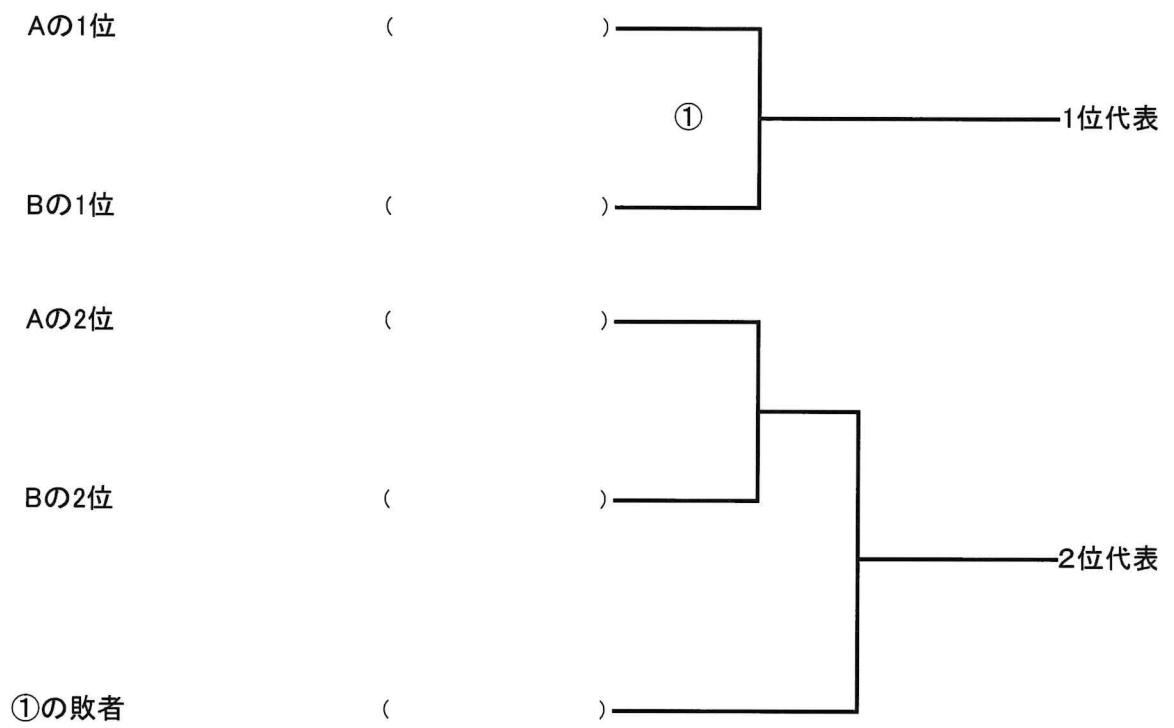 Aの1位 ( )
① 1位代表
Bの1位 ( )
Aの2位 ( )
Bの2位 ( )
2位代表
①の敗者 ( )